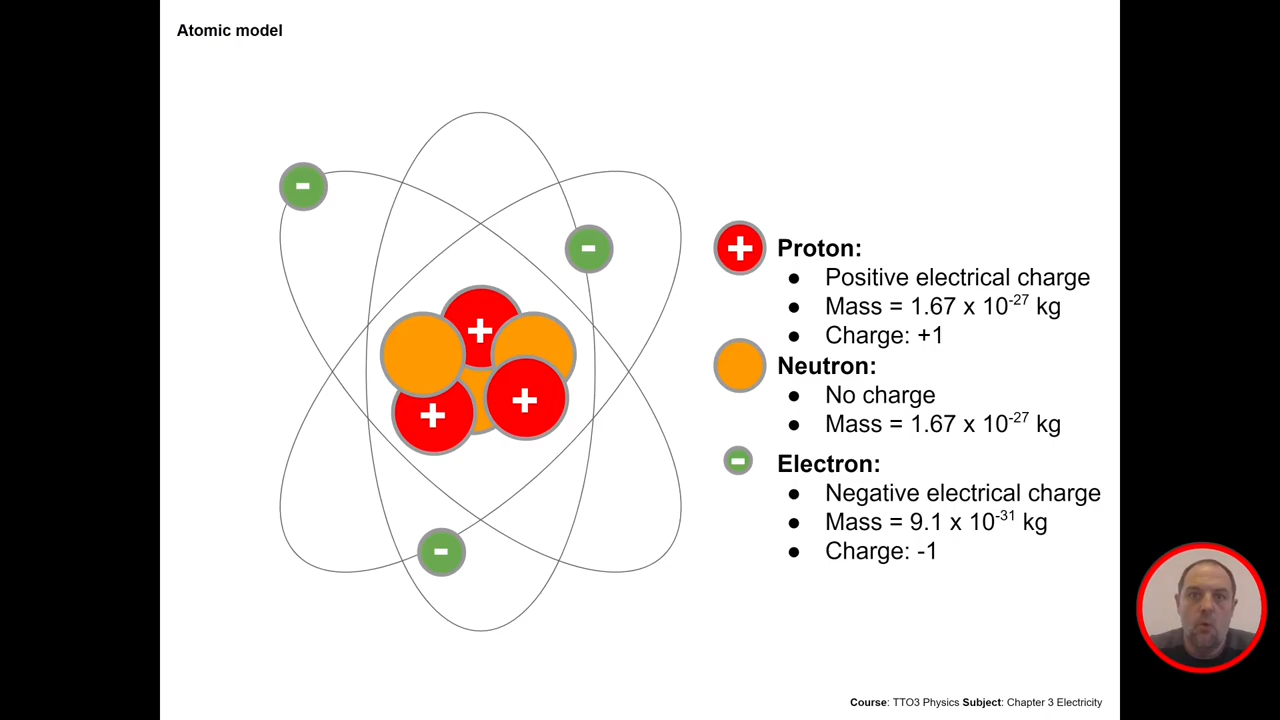 Atomic model
-
-
+
+
+
-
+ Proton:
● Positive electrical charge
● Mass = 1.67 x 10⁻²⁷ kg
● Charge: +1
Neutron:
● No charge
● Mass = 1.67 x 10⁻²⁷ kg
- Electron:
● Negative electrical charge
● Mass = 9.1 x 10⁻³¹ kg
● Charge: -1
Course: TTO3 Physics Subject: Chapter 3 Electricity